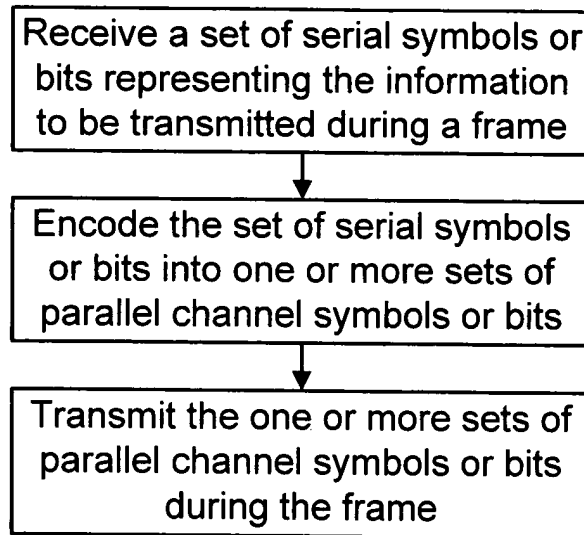 Receive a set of serial symbols or
bits representing the information
to be transmitted during a frame
Encode the set of serial symbols
or bits into one or more sets of
parallel channel symbols or bits
Transmit the one or more sets of
parallel channel symbols or bits
during the frame